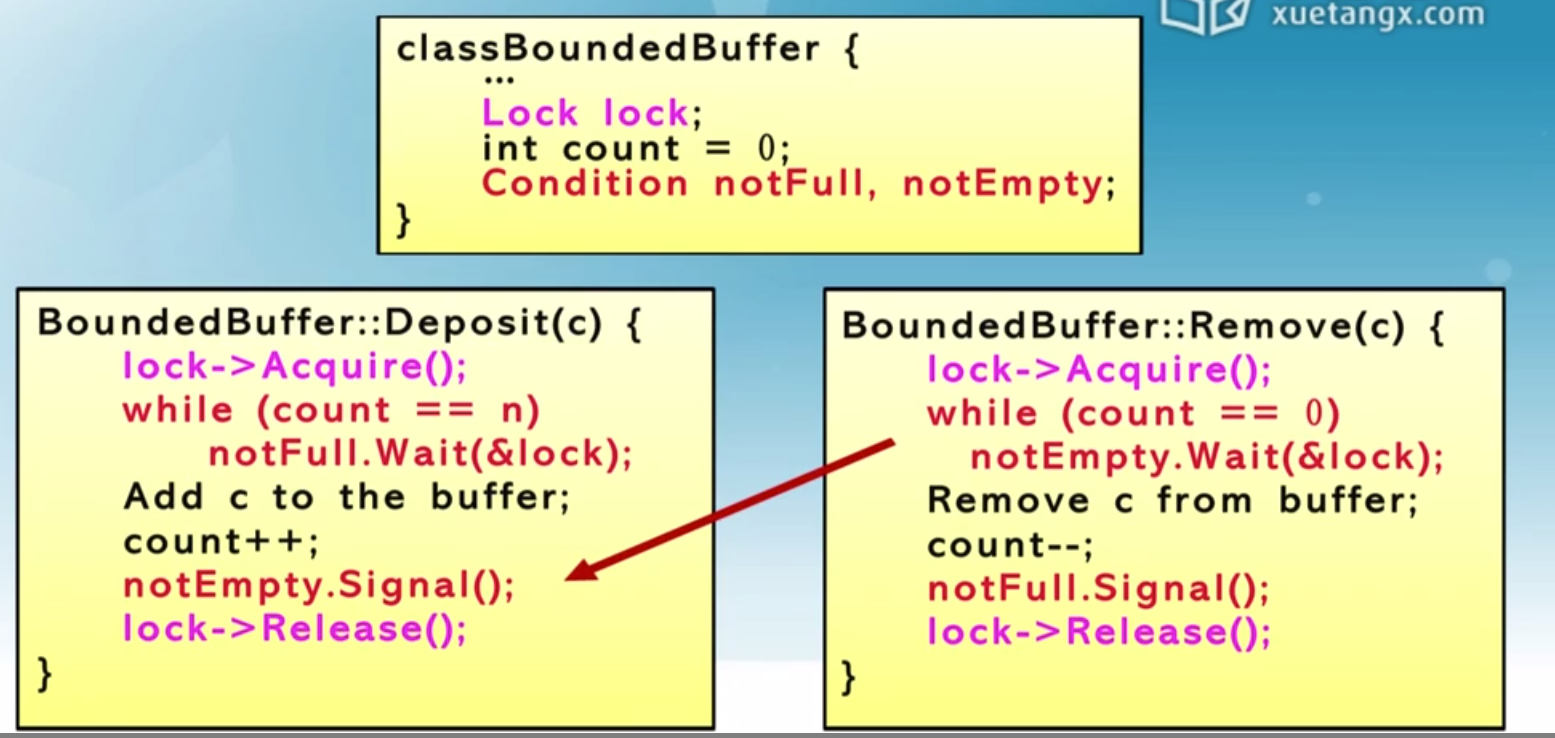 xuetangx.com
classBoundedBuffer {
...
Lock lock;
int count = 0;
Condition notFull, notEmpty;
}
BoundedBuffer::Deposit(c) {
lock->Acquire();
while (count == n)
notFull.Wait(&lock);
Add c to the buffer;
count++;
notEmpty.Signal();
lock->Release();
}
BoundedBuffer::Remove(c) {
lock->Acquire();
while (count == 0)
notEmpty.Wait(&lock);
Remove c from buffer;
count--;
notFull.Signal();
lock->Release();
}